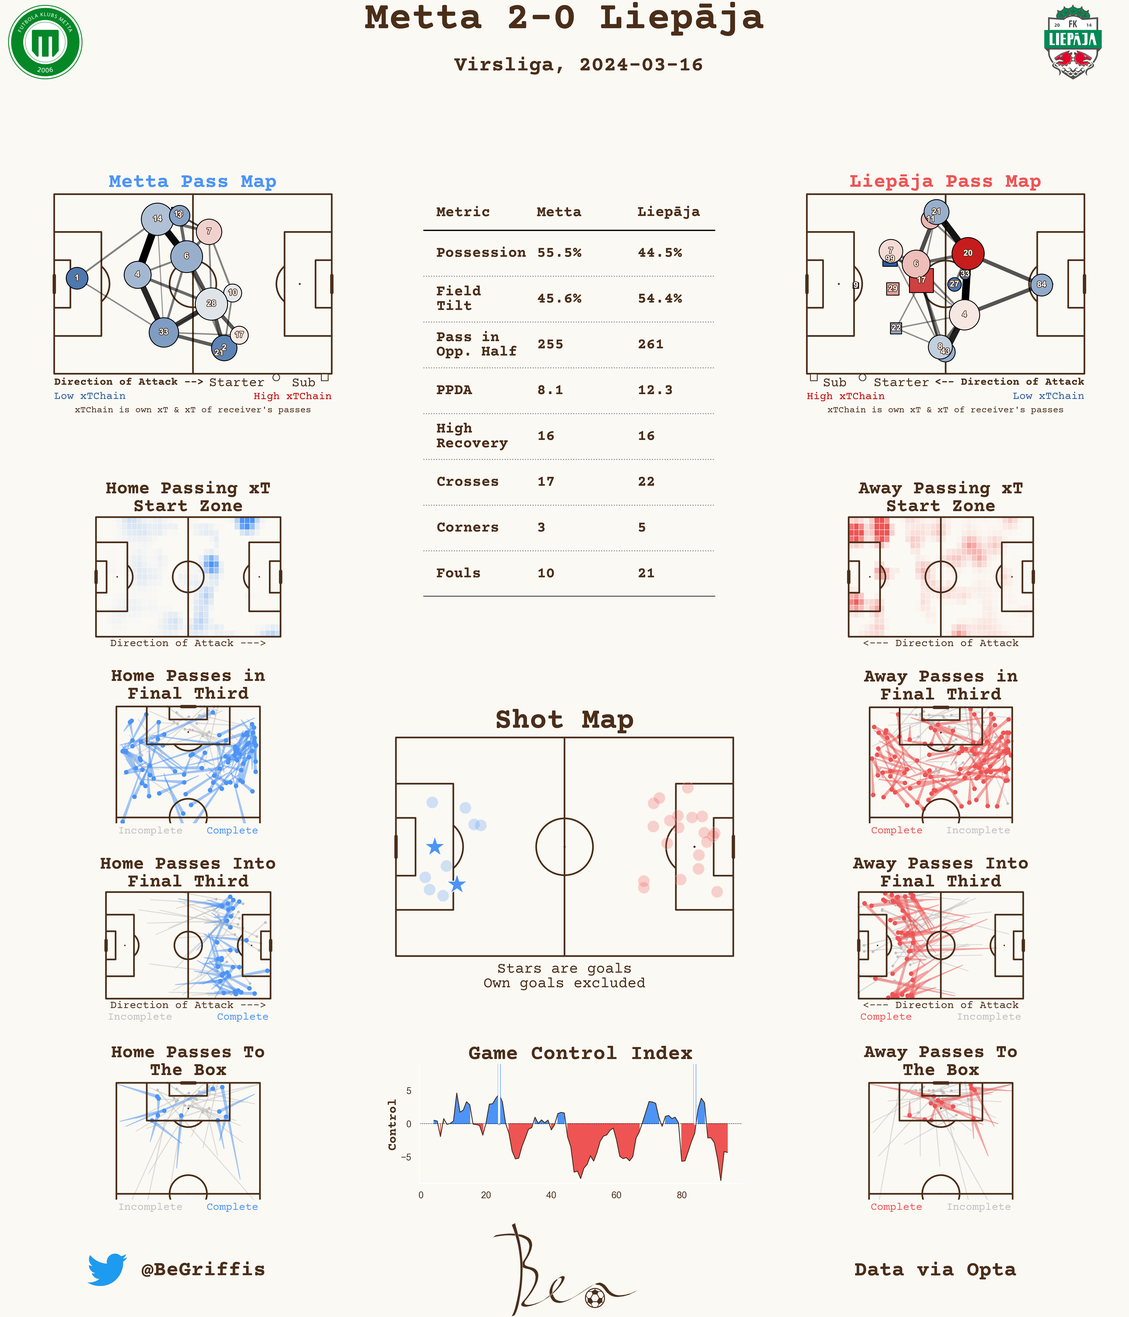 Metta 2-0 Liepāja
Virsliga, 2024-03-16
FUTBOLA KLUBS METTA
2006
20 FK 14
LIEPĀJA
Metta Pass Map
14
13
7
6
4
1
10
28
33
17
2
21
Direction of Attack --> Starter Sub
Low xTChain High xTChain
xTChain is own xT & xT of receiver's passes
Metric Metta Liepāja
Possession 55.5% 44.5%
Field
Tilt 45.6% 54.4%
Pass in
Opp. Half 255 261
PPDA 8.1 12.3
High
Recovery 16 16
Crosses 17 22
Corners 3 5
Fouls 10 21
Liepāja Pass Map
21
11
7
99
20
6
33
17
9
29
27
84
4
22
8
43
Sub Starter <-- Direction of Attack
High xTChain Low xTChain
xTChain is own xT & xT of receiver's passes
Home Passing xT
Start Zone
Direction of Attack --->
Away Passing xT
Start Zone
<--- Direction of Attack
Home Passes in
Final Third
Incomplete Complete
Shot Map
Stars are goals
Own goals excluded
Away Passes in
Final Third
Complete Incomplete
Home Passes Into
Final Third
Direction of Attack --->
Incomplete Complete
Away Passes Into
Final Third
<--- Direction of Attack
Complete Incomplete
Home Passes To
The Box
Incomplete Complete
Game Control Index
Control
5
0
−5
0 20 40 60 80
Away Passes To
The Box
Complete Incomplete
@BeGriffis
Bea
Data via Opta